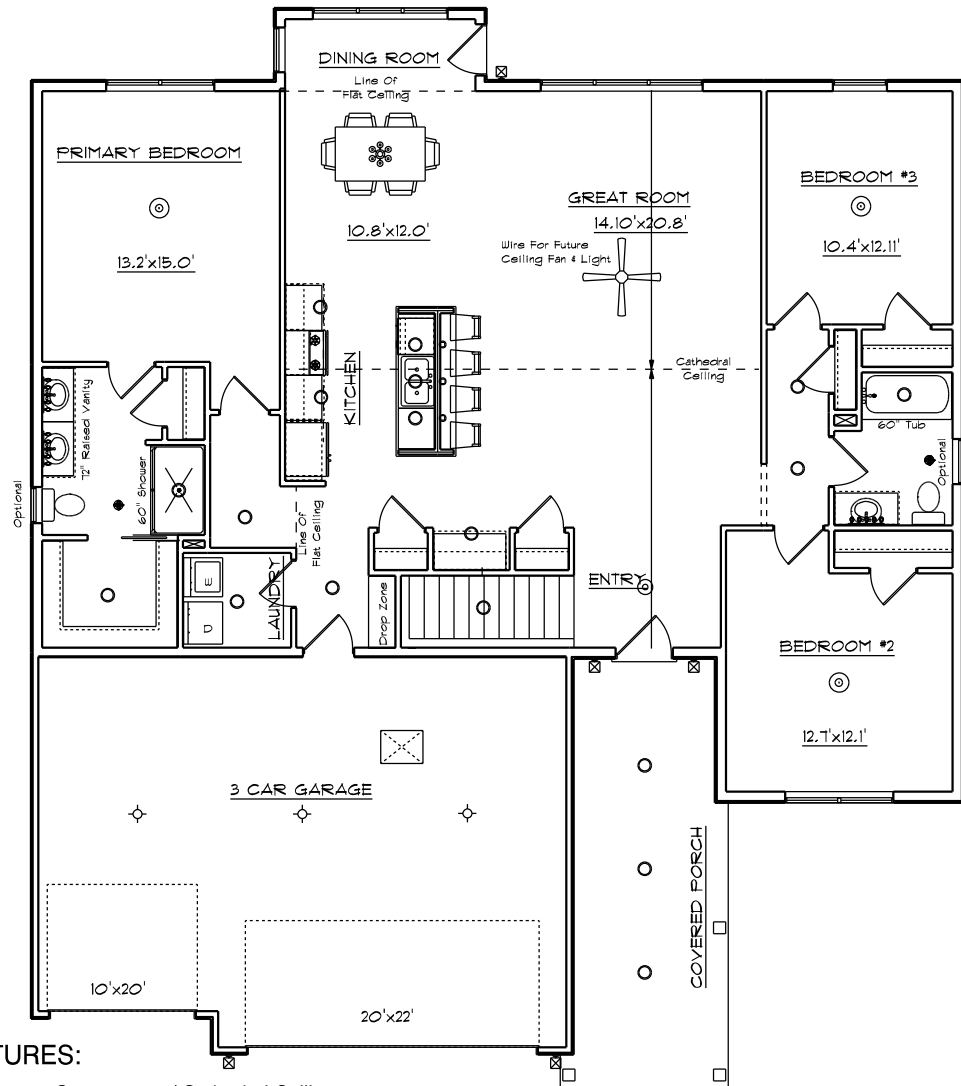 DINING ROOM
Line Of
Flat Ceiling
PRIMARY BEDROOM
13.2'x15.0'
10.8'x12.0'
GREAT ROOM
14.10'x20.8'
Wire For Future
Ceiling Fan & Light
BEDROOM #3
10.4'x12.11'
KITCHEN
Cathedral
Ceiling
72" Raised Vanity
60" Shower
Optional
60" Tub
Optional
Line Of
Flat Ceiling
LAUNDRY
E
D
Drop Zone
ENTRY
BEDROOM #2
12.7'x12.1'
3 CAR GARAGE
COVERED PORCH
10'x20'
20'x22'
TURES: